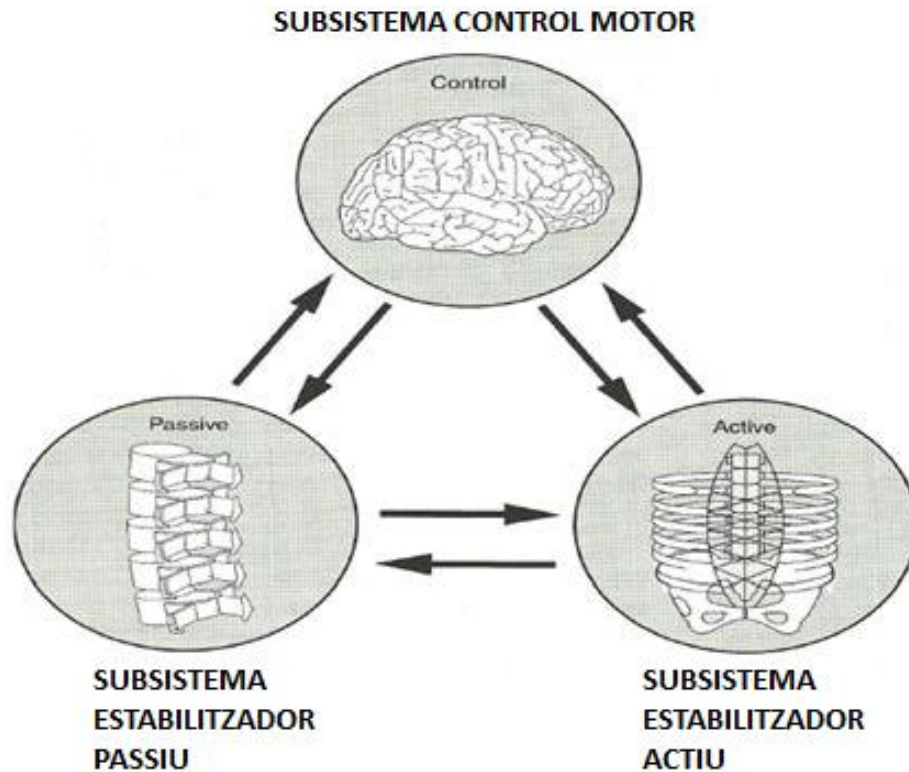 SUBSISTEMA CONTROL MOTOR
Control
Passive
Active
SUBSISTEMA
ESTABILITZADOR
PASSIU
SUBSISTEMA
ESTABILITZADOR
ACTIU